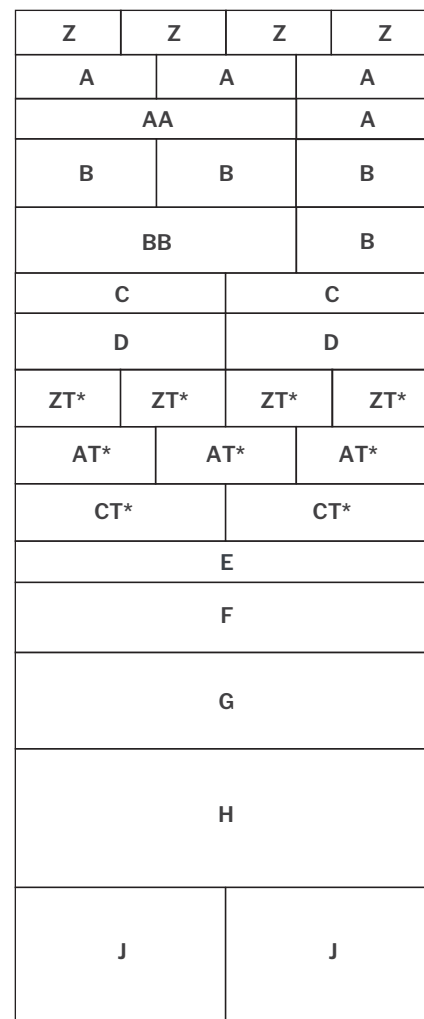 Z Z Z Z
A A A
AA A
B B B
BB B
C C
D D
ZT* ZT* ZT* ZT*
AT* AT* AT*
CT* CT*
E
F
G
H
J J